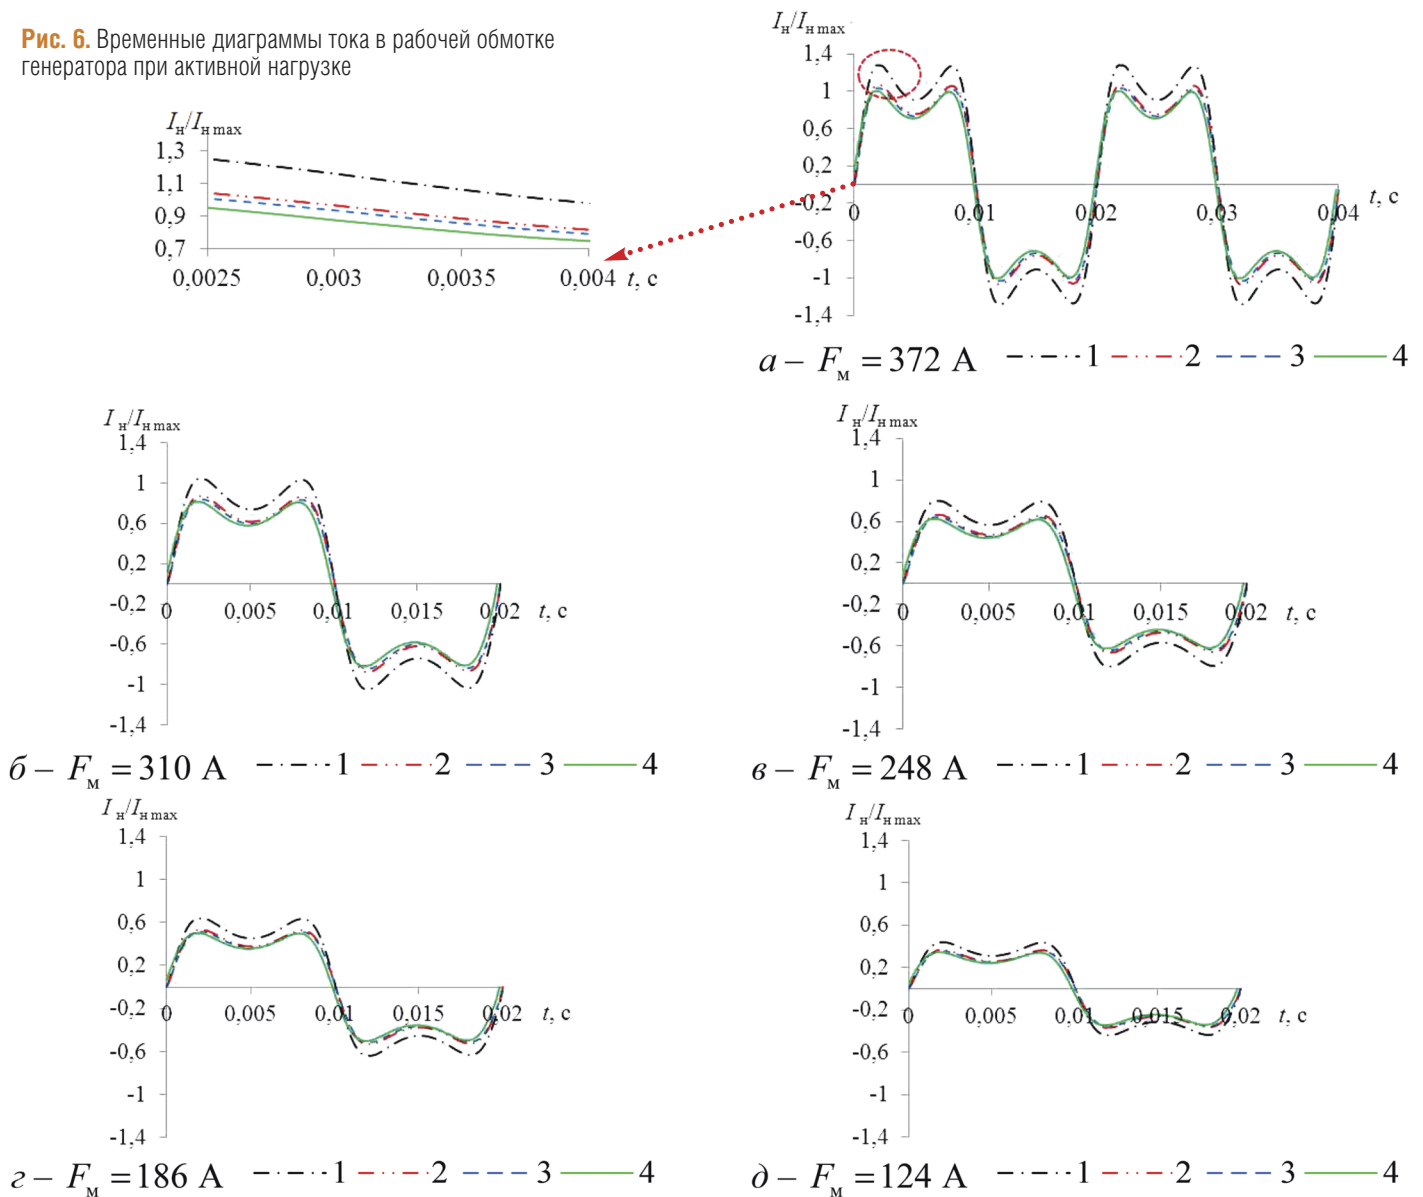 Рис. 6. Временные диаграммы тока в рабочей обмотке
генератора при активной нагрузке
Iн/Iн max
1,3
1,1
0,9
0,7
0,0025 0,003 0,0035 0,004 t, с
Iн/Iн max
1,4
1
0,6
0,2
-0,2
-0,6
-1
-1,4
0 0,01 0,02 0,03 0,04 t, с
а – Fм = 372 А 1 2 3 4
Iн/Iн max
1,4
1
0,6
0,2
-0,2
-0,6
-1
-1,4
0 0,005 0,01 0,015 0,02 t, с
б – Fм = 310 А 1 2 3 4
Iн/Iн max
1,4
1
0,6
0,2
-0,2
-0,6
-1
-1,4
0 0,005 0,01 0,015 0,02 t, с
в – Fм = 248 А 1 2 3 4
Iн/Iн max
1,4
1
0,6
0,2
-0,2
-0,6
-1
-1,4
0 0,005 0,01 0,015 0,02 t, с
г – Fм = 186 А 1 2 3 4
Iн/Iн max
1,4
1
0,6
0,2
-0,2
-0,6
-1
-1,4
0 0,005 0,01 0,015 0,02 t, с
д – Fм = 124 А 1 2 3 4